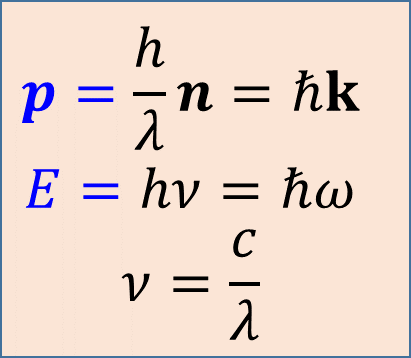 p = h/λ n = ħk
E = hν = ħω
ν = c/λ